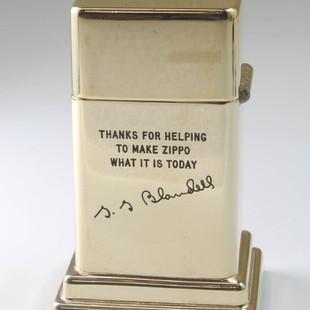 THANKS FOR HELPING
TO MAKE ZIPPO
WHAT IT IS TODAY
G. G Blaisdell